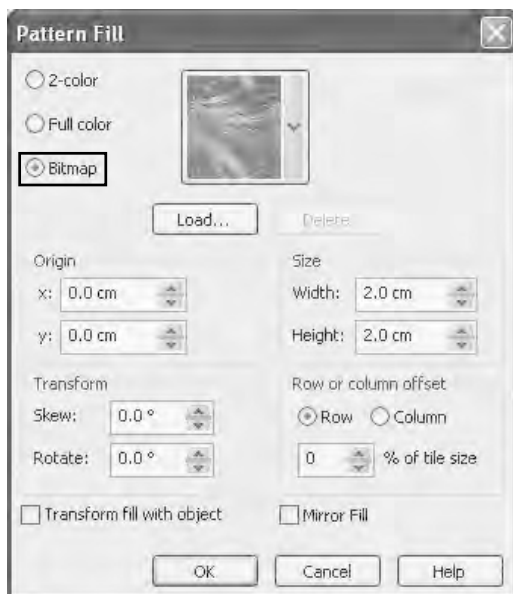 Pattern Fill
2-color
Full color
Bitmap
Load... Delete
Origin Size
x: 0.0 cm Width: 2.0 cm
y: 0.0 cm Height: 2.0 cm
Transform Row or column offset
Skew: 0.0 ° Row Column
Rotate: 0.0 ° 0 % of tile size
Transform fill with object Mirror Fill
OK Cancel Help